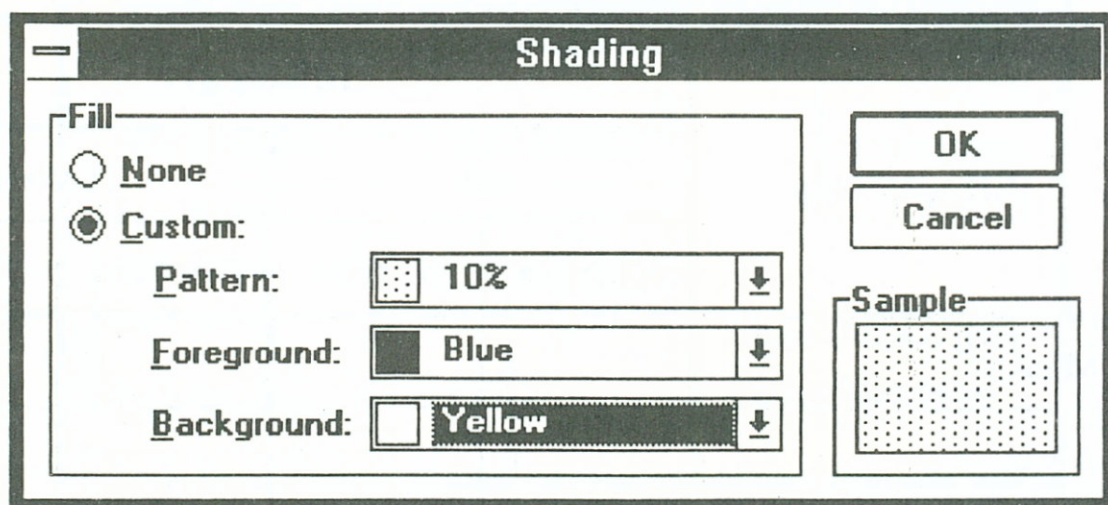 Shading
Fill
None
Custom:
Pattern: 10%
Foreground: Blue
Background: Yellow
OK
Cancel
Sample